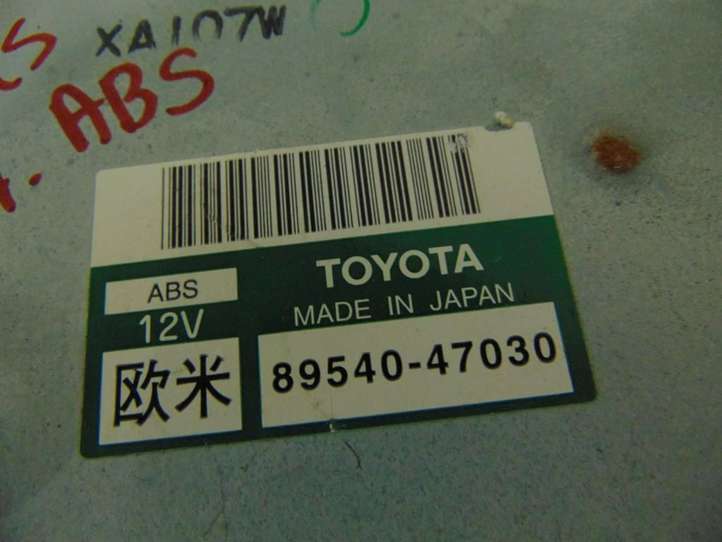 XA107W
ABS
TOYOTA
ABS
MADE IN JAPAN
12V
欧米
89540-47030